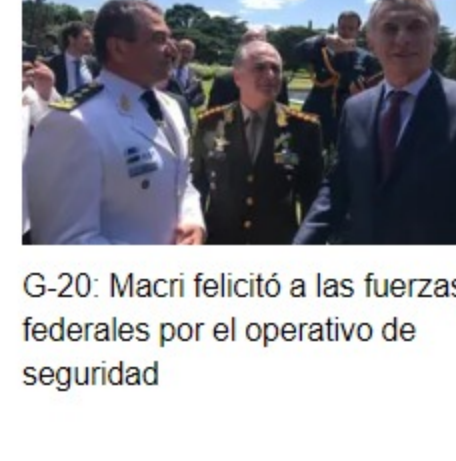 G-20: Macri felicitó a las fuerzas
federales por el operativo de
seguridad